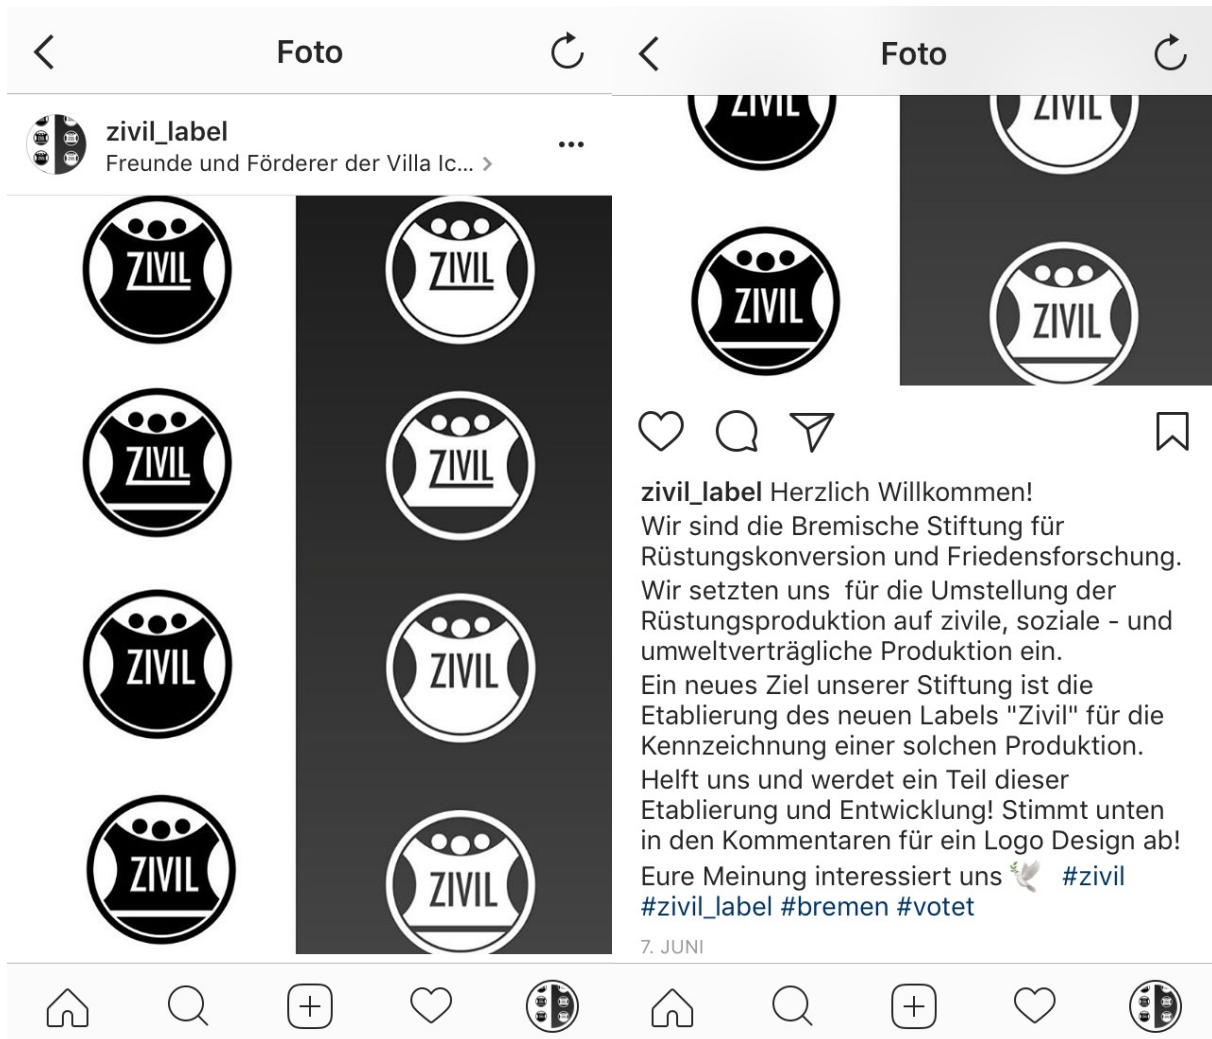 Foto
zivil_label
Freunde und Förderer der Villa Ic...
ZIVIL
ZIVIL
ZIVIL
ZIVIL
ZIVIL
ZIVIL
ZIVIL
ZIVIL
Foto
ZIVIL
ZIVIL
ZIVIL
ZIVIL
zivil_label Herzlich Willkommen!
Wir sind die Bremische Stiftung für
Rüstungskonversion und Friedensforschung.
Wir setzten uns  für die Umstellung der
Rüstungsproduktion auf zivile, soziale - und
umweltverträgliche Produktion ein.
Ein neues Ziel unserer Stiftung ist die
Etablierung des neuen Labels "Zivil" für die
Kennzeichnung einer solchen Produktion.
Helft uns und werdet ein Teil dieser
Etablierung und Entwicklung! Stimmt unten
in den Kommentaren für ein Logo Design ab!
Eure Meinung interessiert uns 🕊 #zivil
#zivil_label #bremen #votet
7. JUNI